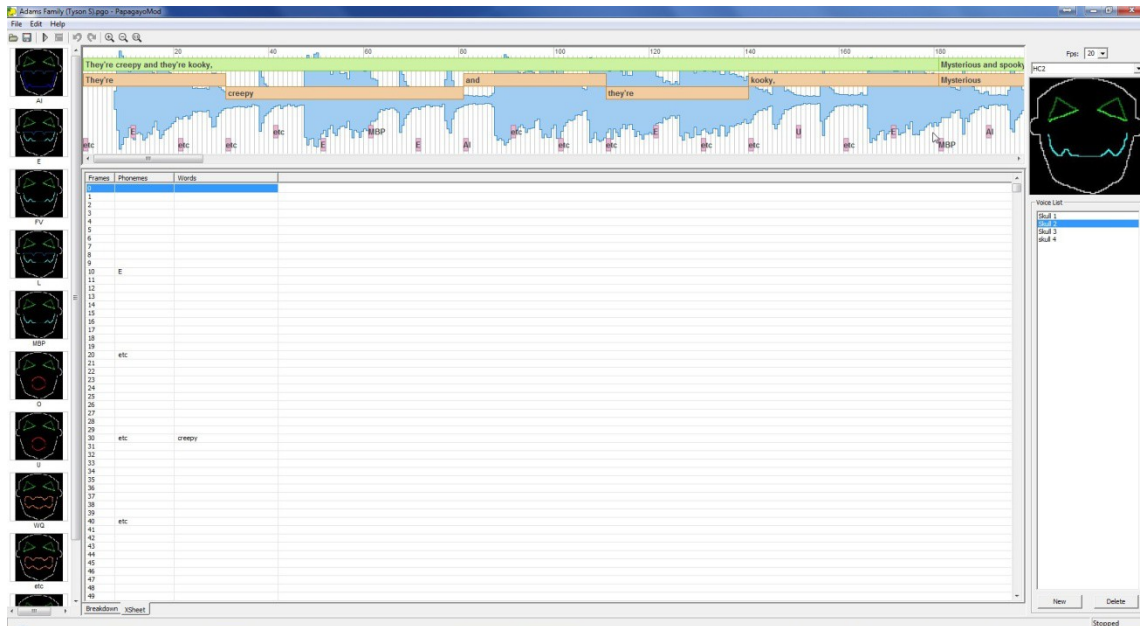 Adams Family (Tyson S).pgo - PapagayoMod
File Edit Help
20 40 60 80 100 120 140 160 180
Fps: 20
They're creepy and they're kooky, Mysterious and spooky
HC2
They're and kooky, Mysterious
creepy they're
E etc MBP etc E U E AI
etc etc etc E E AI etc etc etc etc etc MBP
AI
E
FV
L
MBP
O
U
WQ
etc
Frames Phonemes Words
0
1
2
3
4
5
6
7
8
9
10 E
11
12
13
14
15
16
17
18
19
20 etc
21
22
23
24
25
26
27
28
29
30 etc creepy
31
32
33
34
35
36
37
38
39
40 etc
41
42
43
44
45
46
47
48
49
Voice List
Skull 1
Skull 2
Skull 3
skull 4
Breakdown XSheet
New Delete
Stopped